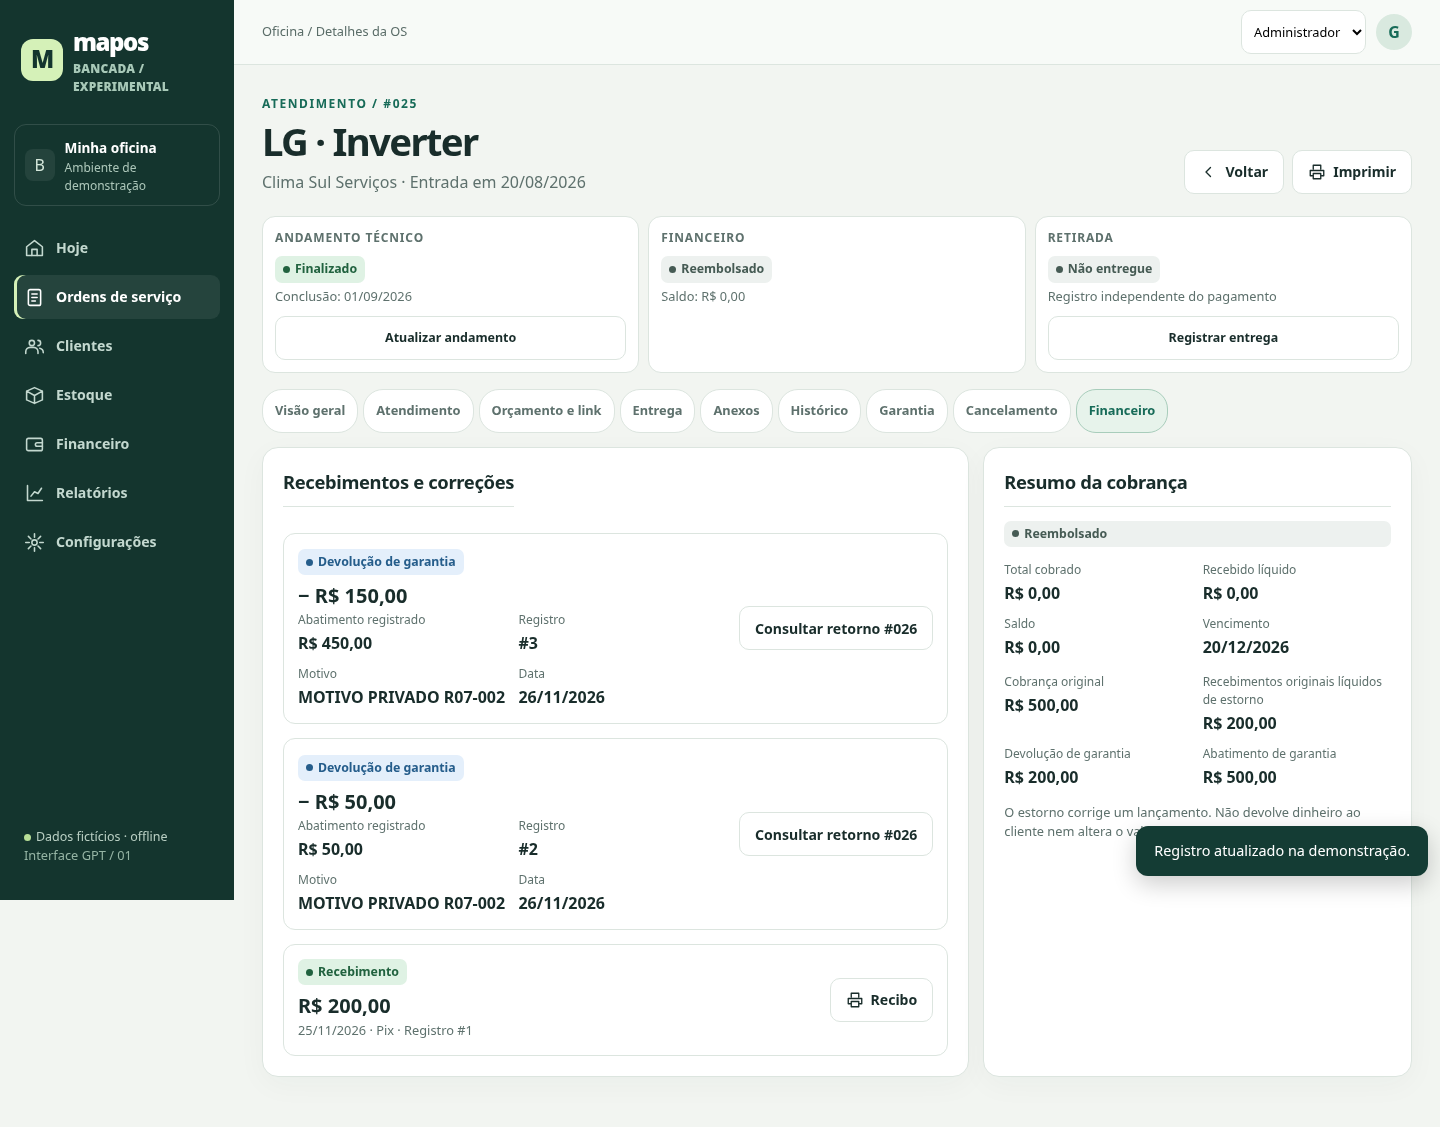 M
mapos
BANCADA /
EXPERIMENTAL
B
Minha oficina
Ambiente de
demonstração
Hoje
Ordens de serviço
Clientes
Estoque
Financeiro
Relatórios
Configurações
Dados fictícios · offline
Interface GPT / 01
Oficina / Detalhes da OS
Administrador
G
ATENDIMENTO / #025
LG · Inverter
Clima Sul Serviços · Entrada em 20/08/2026
Voltar
Imprimir
ANDAMENTO TÉCNICO
Finalizado
Conclusão: 01/09/2026
Atualizar andamento
FINANCEIRO
Reembolsado
Saldo: R$ 0,00
RETIRADA
Não entregue
Registro independente do pagamento
Registrar entrega
Visão geral
Atendimento
Orçamento e link
Entrega
Anexos
Histórico
Garantia
Cancelamento
Financeiro
Recebimentos e correções
Devolução de garantia
− R$ 150,00
Abatimento registrado
R$ 450,00
Registro
#3
Motivo
MOTIVO PRIVADO R07-002
Data
26/11/2026
Consultar retorno #026
Devolução de garantia
− R$ 50,00
Abatimento registrado
R$ 50,00
Registro
#2
Motivo
MOTIVO PRIVADO R07-002
Data
26/11/2026
Consultar retorno #026
Recebimento
R$ 200,00
25/11/2026 · Pix · Registro #1
Recibo
Resumo da cobrança
Reembolsado
Total cobrado
R$ 0,00
Recebido líquido
R$ 0,00
Saldo
R$ 0,00
Vencimento
20/12/2026
Cobrança original
R$ 500,00
Recebimentos originais líquidos
de estorno
R$ 200,00
Devolução de garantia
R$ 200,00
Abatimento de garantia
R$ 500,00
O estorno corrige um lançamento. Não devolve dinheiro ao
cliente nem altera o
Registro atualizado na demonstração.